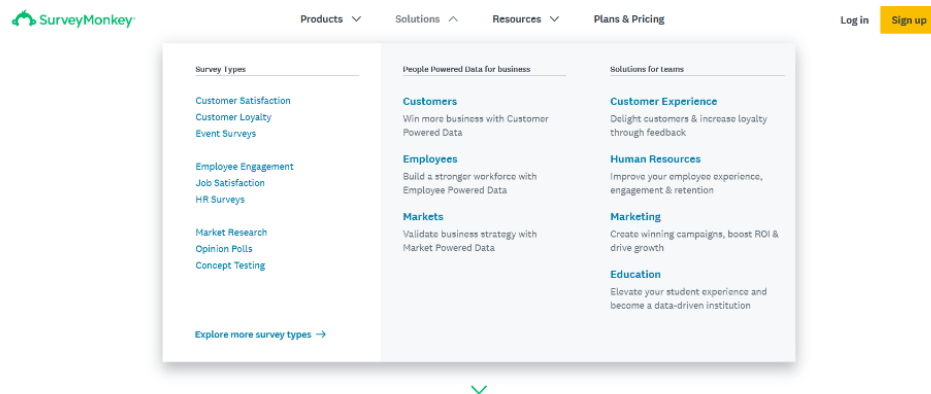 SurveyMonkey
Products
Solutions
Resources
Plans & Pricing
Log in
Sign up
Survey Types
Customer Satisfaction
Customer Loyalty
Event Surveys
Employee Engagement
Job Satisfaction
HR Surveys
Market Research
Opinion Polls
Concept Testing
Explore more survey types →
People Powered Data for business
Customers
Win more business with Customer
Powered Data
Employees
Build a stronger workforce with
Employee Powered Data
Markets
Validate business strategy with
Market Powered Data
Solutions for teams
Customer Experience
Delight customers & increase loyalty
through feedback
Human Resources
Improve your employee experience,
engagement & retention
Marketing
Create winning campaigns, boost ROI &
drive growth
Education
Elevate your student experience and
become a data-driven institution